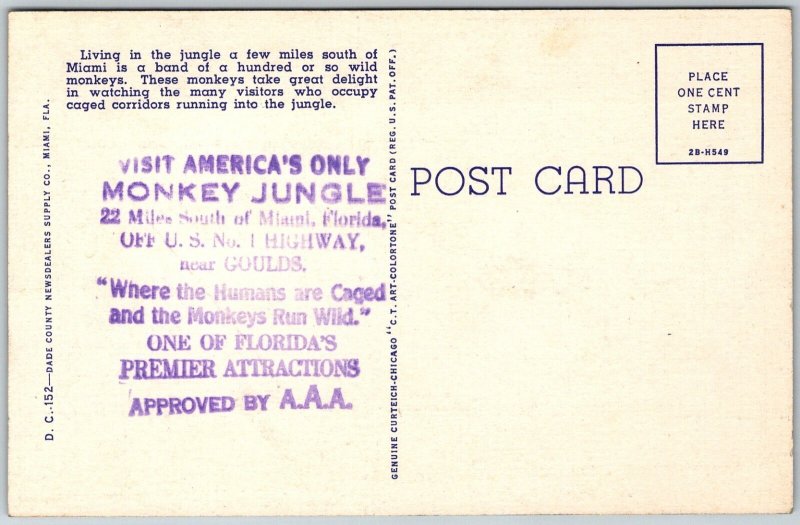 Living in the jungle a few miles south of
Miami is a band of a hundred or so wild
monkeys. These monkeys take great delight
in watching the many visitors who occupy
caged corridors running into the jungle.
VISIT AMERICA'S ONLY
MONKEY JUNGLE
22 Miles South of Miami, Florida,
OFF U. S. No. 1 HIGHWAY,
near GOULDS.
"Where the Humans are Caged
and the Monkeys Run Wild."
ONE OF FLORIDA'S
PREMIER ATTRACTIONS
APPROVED BY A.A.A.
D. C.-152—DADE COUNTY NEWSDEALERS SUPPLY CO., MIAMI, FLA.
GENUINE CURTEICH-CHICAGO "C.T. ART-COLORTONE" POST CARD (REG. U.S. PAT. OFF.)
POST CARD
PLACE
ONE CENT
STAMP
HERE
2B-H549